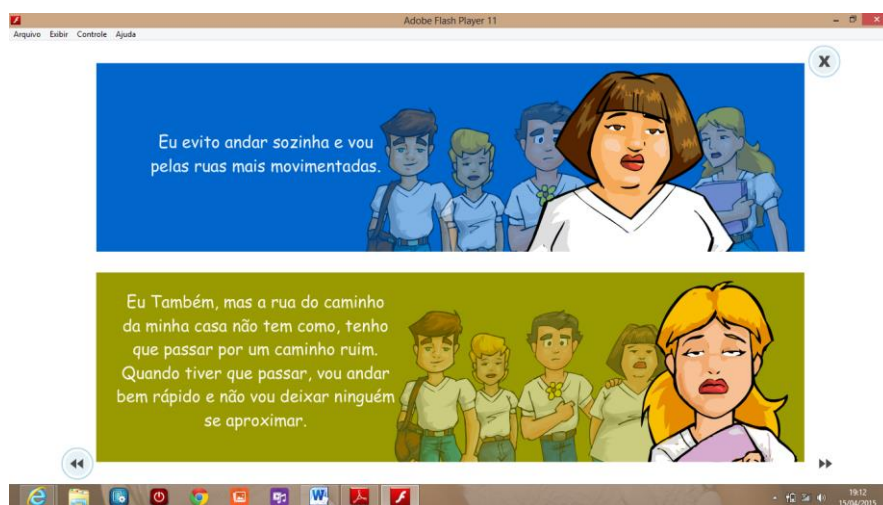 Adobe Flash Player 11
Arquivo Exibir Controle Ajuda
X
Eu evito andar sozinha e vou
pelas ruas mais movimentadas.
Eu Também, mas a rua do caminho
da minha casa não tem como, tenho
que passar por um caminho ruim.
Quando tiver que passar, vou andar
bem rápido e não vou deixar ninguém
se aproximar.
19:12
15/04/2015